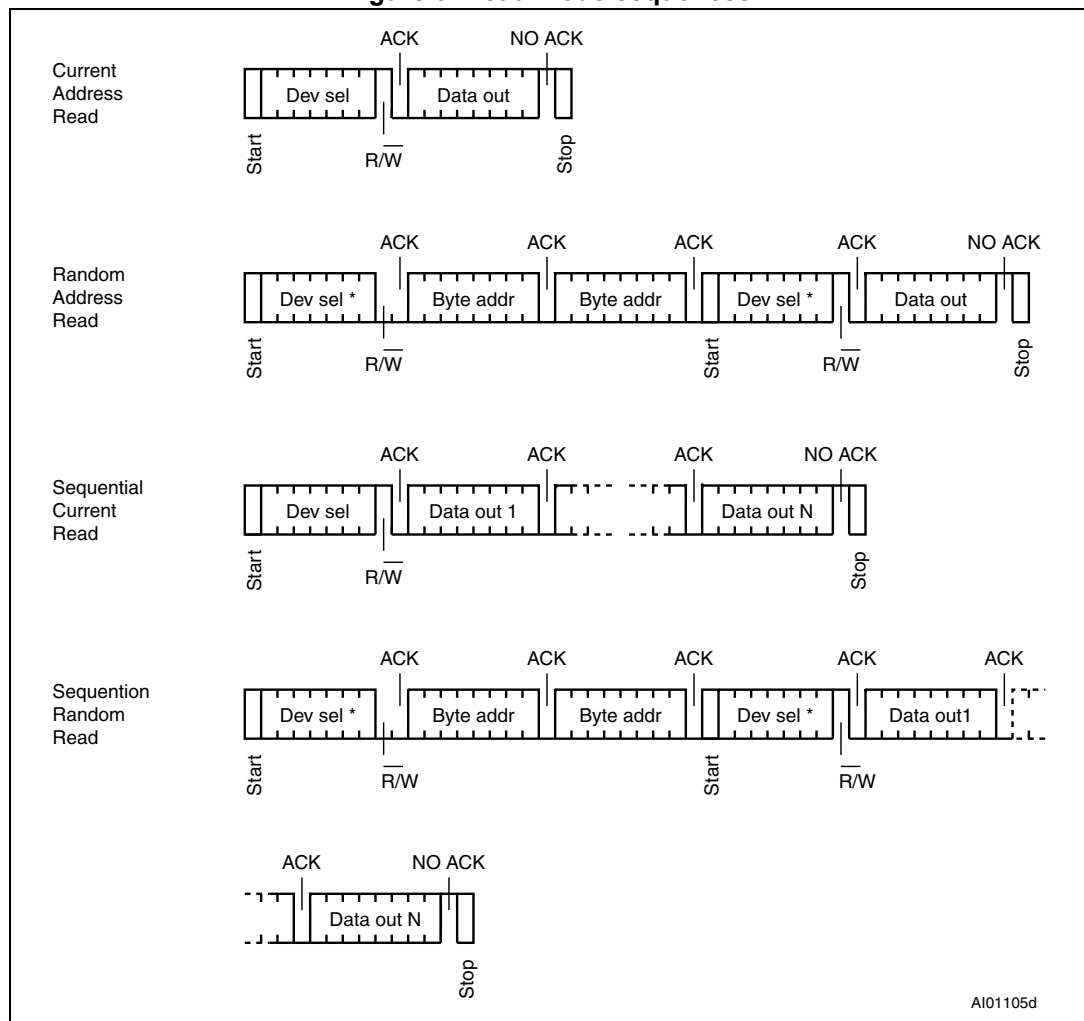 ACK NO ACK
Current
Address
Read
Dev sel Data out
Start R/W Stop
ACK ACK ACK ACK NO ACK
Random
Address
Read
Dev sel * Byte addr Byte addr Dev sel * Data out
Start R/W Start R/W Stop
ACK ACK ACK NO ACK
Sequential
Current
Read
Dev sel Data out 1 Data out N
Start R/W Stop
ACK ACK ACK ACK ACK
Sequention
Random
Read
Dev sel * Byte addr Byte addr Dev sel * Data out1
Start R/W Start R/W
ACK NO ACK
Data out N
Stop
AI01105d